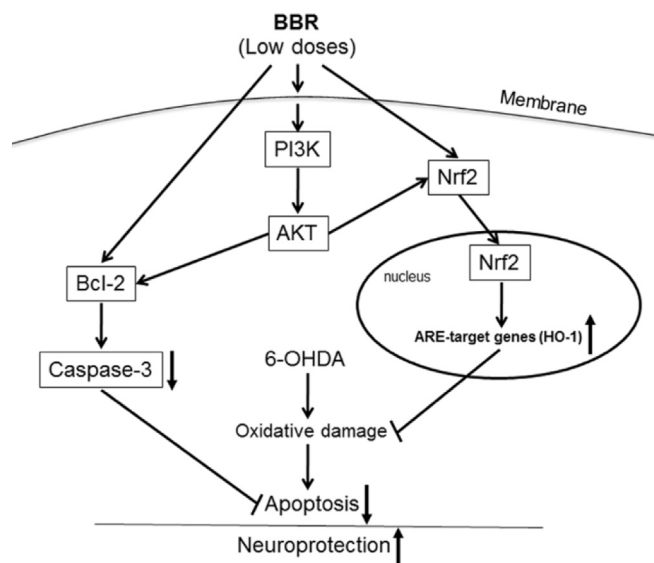 BBR
(Low doses)
Membrane
PI3K
Nrf2
AKT
Nrf2
nucleus
Bcl-2
ARE-target genes (HO-1)
6-OHDA
Caspase-3
Oxidative damage
Apoptosis
Neuroprotection